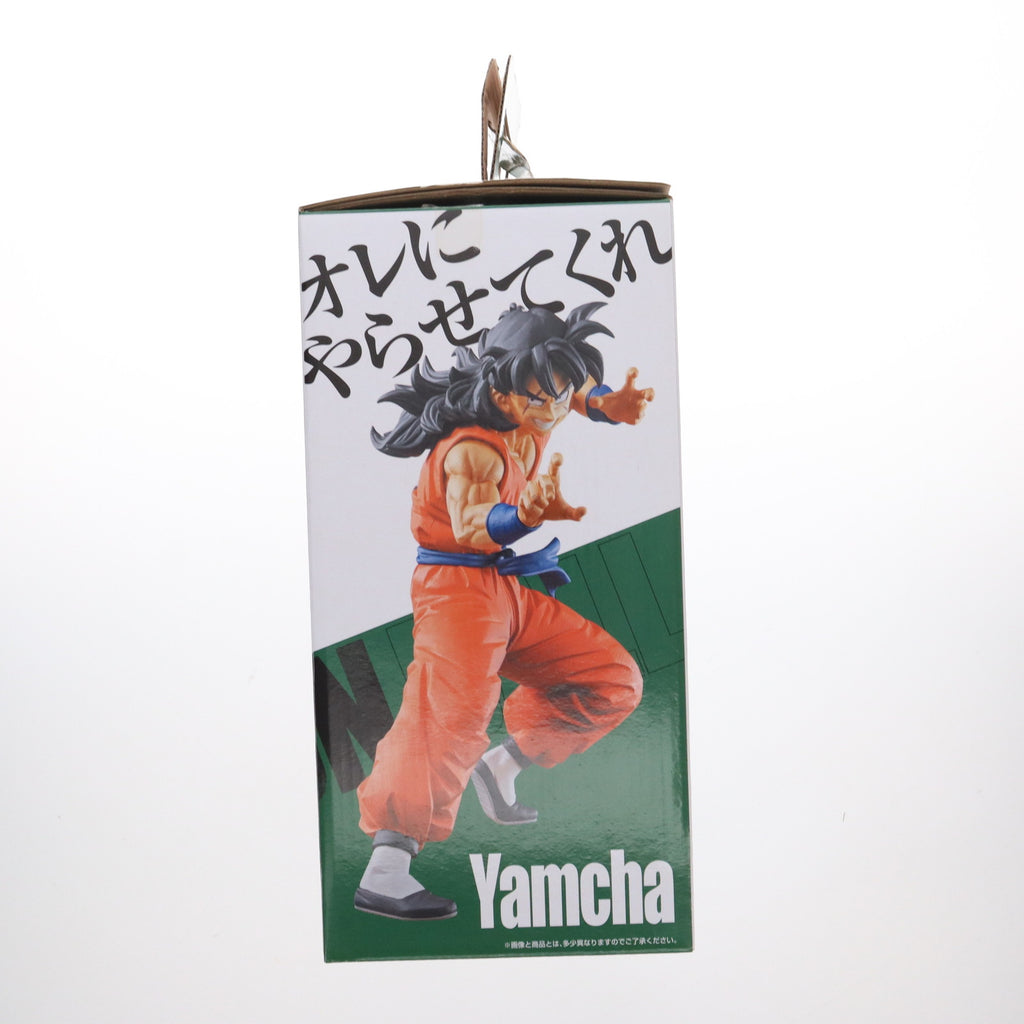 オレに
やらせてくれ
Yamcha
※画像と商品とは、多少異なりますのでご了承ください。